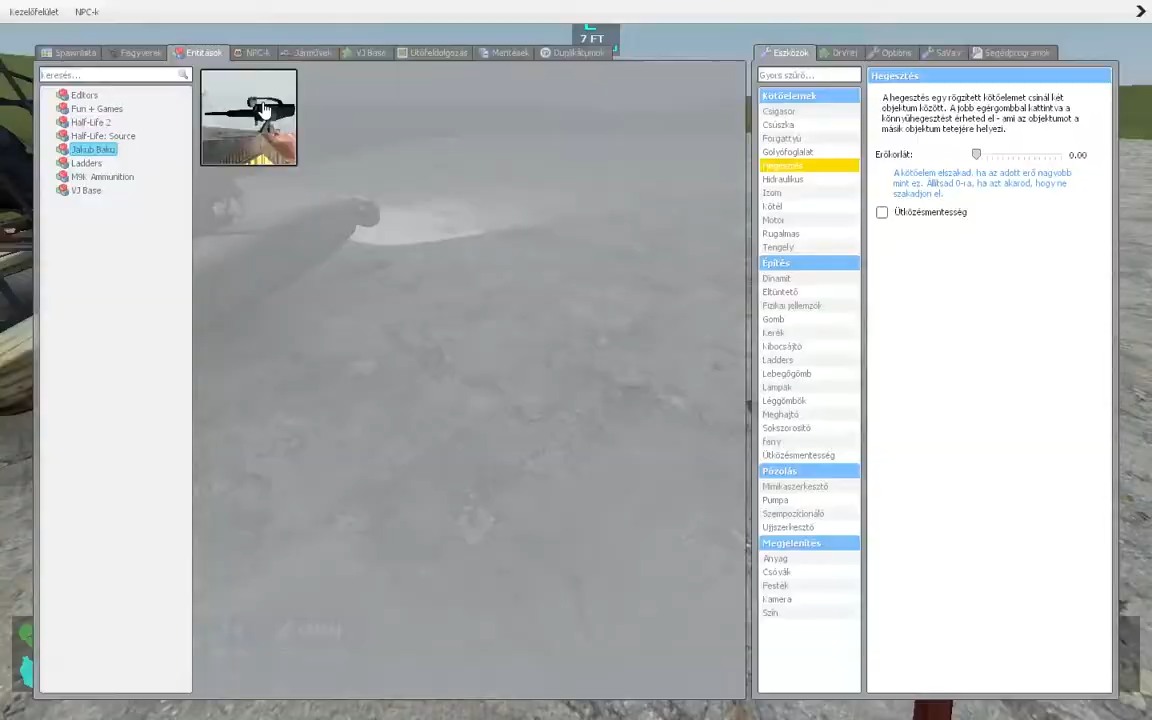 Kezelőfelület NPC-k
7 FT
Spawnlista Fegyverek Entitások NPC-k Járművek VJ Base Utófeldolgozás Mentések Duplikátumok
Eszközök DrVrej Options SaVav Segédprogramok
keresés...
Editors
Fun + Games
Half-Life 2
Half-Life: Source
Jakub Baku
Ladders
M9k Ammunition
VJ Base
Gyors szűrő...
Kötőelemek
Csigasor
Csúszka
Forgattyú
Golyófoglalat
Hegesztés
Hidraulikus
Izom
Kötél
Motor
Rugalmas
Tengely
Építés
Dinamit
Eltüntető
Fizikai jellemzők
Gomb
Kerék
Kibocsájtó
Ladders
Lebegőgömb
Lámpák
Léggömbök
Meghajtó
Sokszorosító
Fény
Ütközésmentesség
Pózolás
Mimikaszerkesztő
Pumpa
Szempozícionáló
Ujjszerkesztő
Megjelenítés
Anyag
Csóvák
Festék
Kamera
Szín
Hegesztés
A hegesztés egy rögzített kötőelemet csinál két
objektum között. A jobb egérgombbal kattintva a
könnyűhegesztést érheted el - ami az objektumot a
másik objektum tetejére helyezi.
Erőkorlát: 0.00
A kötőelem elszakad, ha az adott erő nagyobb
mint ez. Állítsd 0-ra, ha azt akarod, hogy ne
szakadjon el.
Ütközésmentesség